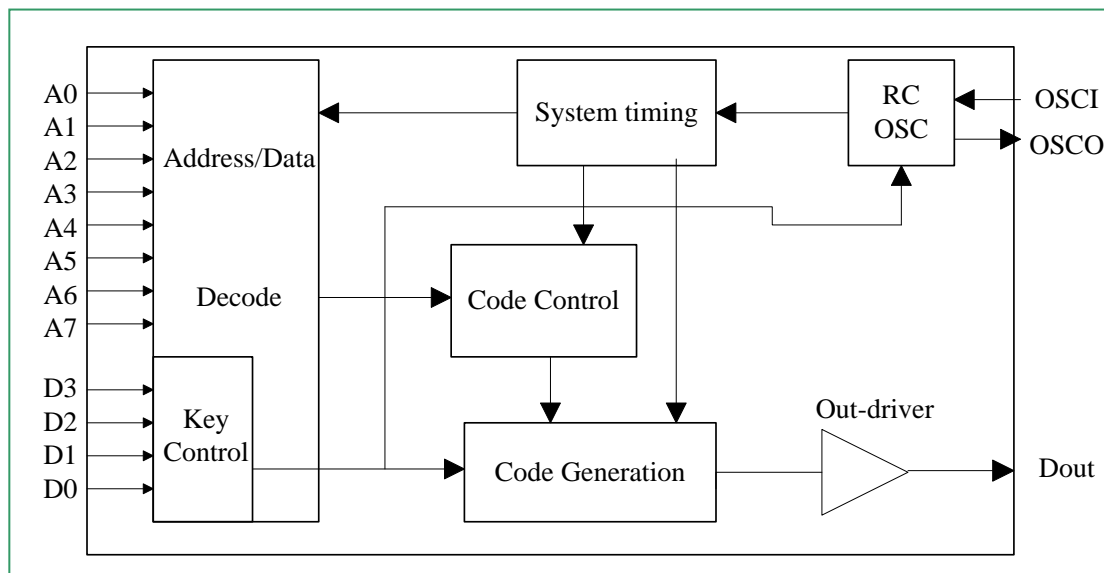 A0
A1
A2
A3
A4
A5
A6
A7
D3
D2
D1
D0
Address/Data
Decode
Key
Control
System timing
RC
OSC
OSCI
OSCO
Code Control
Code Generation
Out-driver
Dout